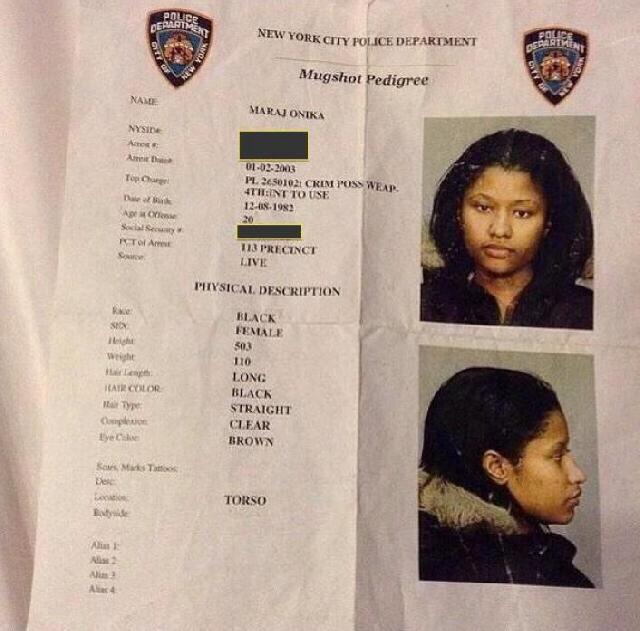 POLICE
DEPARTMENT
CITY OF NEW YORK
POLICE
DEPARTMENT
CITY OF NEW YORK
NEW YORK CITY POLICE DEPARTMENT
Mugshot Pedigree
NAME MARAJ ONIKA
NYSID#:
Arrest #:
Arrest Date: 01-02-2003
Top Charge: PL 2650102: CRIM POSS WEAP-
4TH:INT TO USE
Date of Birth: 12-08-1982
Age at Offense: 20
Social Security #:
PCT of Arrest: 113 PRECINCT
Source: LIVE
PHYSICAL DESCRIPTION
Race: BLACK
SEX: FEMALE
Height: 503
Weight: 110
Hair Length: LONG
HAIR COLOR: BLACK
Hair Type: STRAIGHT
Complexion: CLEAR
Eye Color: BROWN
Scars, Marks Tattoos:
Desc:
Location: TORSO
Bodyside:
Alias 1:
Alias 2:
Alias 3
Alias 4